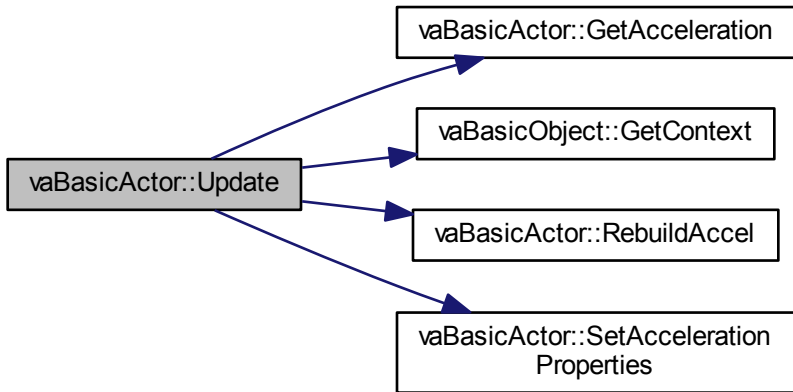 vaBasicActor::GetAcceleration
vaBasicObject::GetContext
vaBasicActor::Update
vaBasicActor::RebuildAccel
vaBasicActor::SetAcceleration
Properties